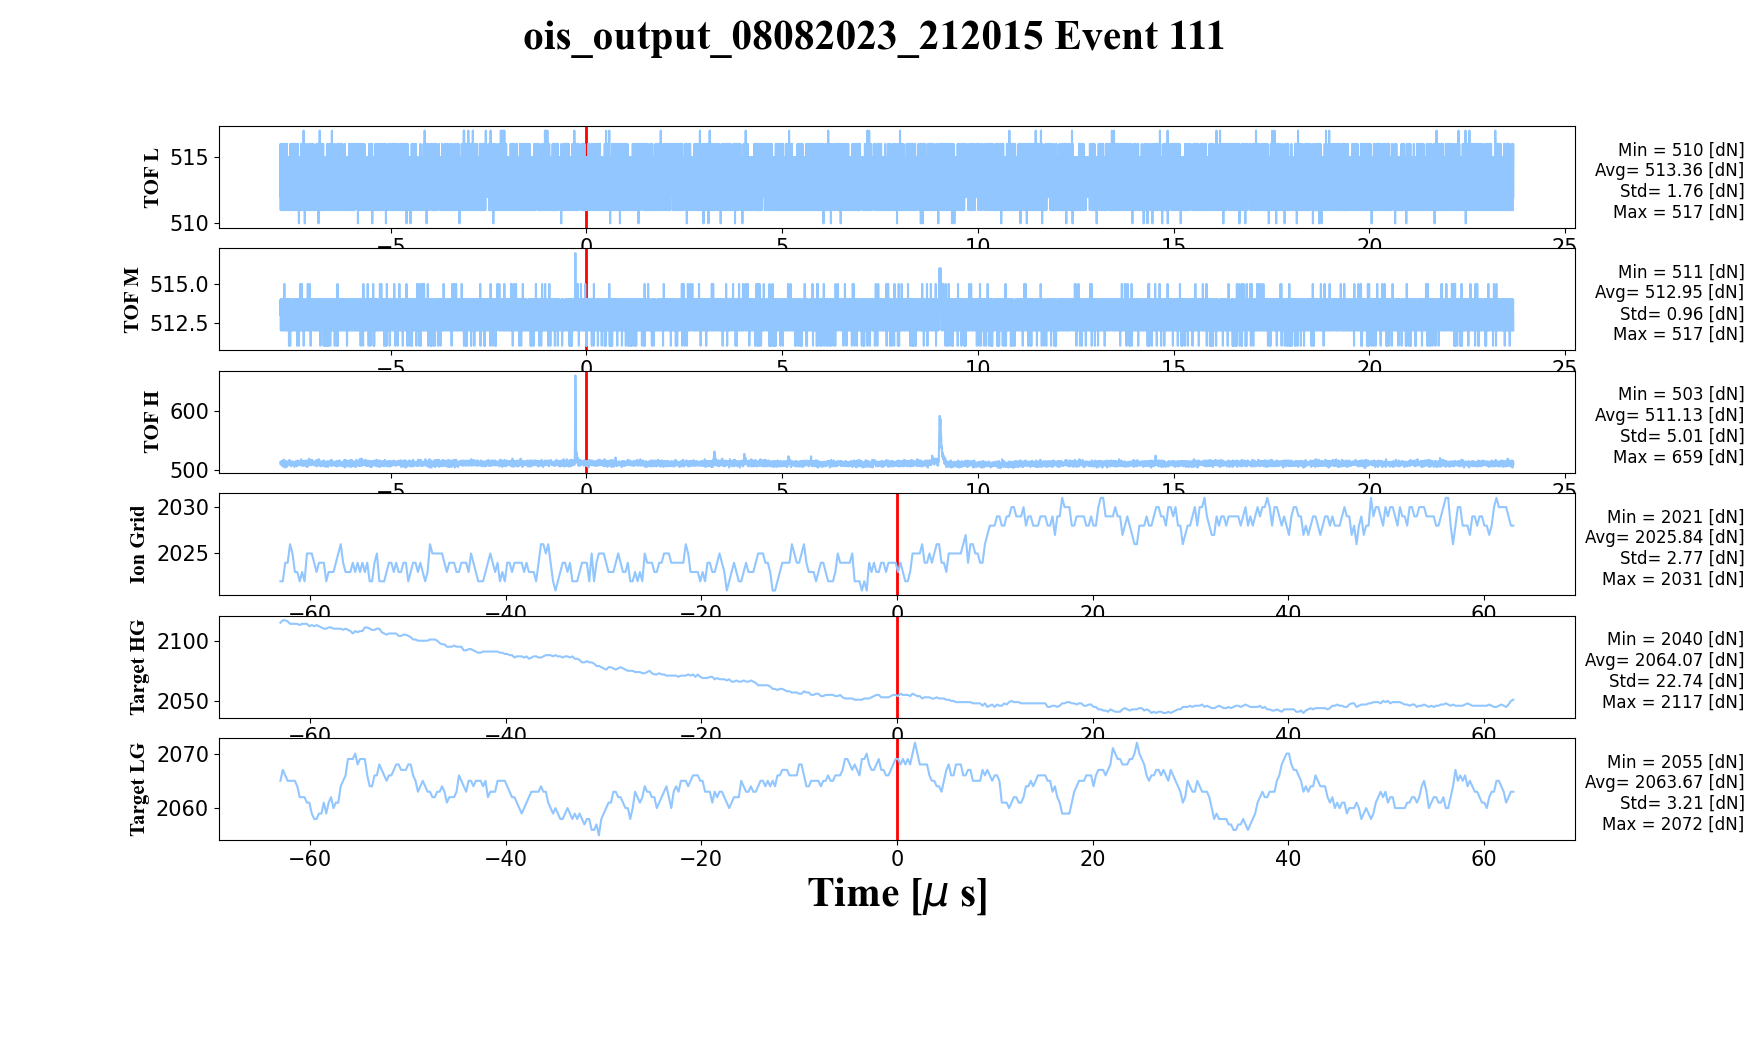 ois_output_08082023_212015 Event 111
TOF L
515
510
−5 0 5 10 15 20 25
Min = 510 [dN]
Avg= 513.36 [dN]
Std= 1.76 [dN]
Max = 517 [dN]
TOF M
515.0
512.5
−5 0 5 10 15 20 25
Min = 511 [dN]
Avg= 512.95 [dN]
Std= 0.96 [dN]
Max = 517 [dN]
TOF H
600
500
−5 0 5 10 15 20 25
Min = 503 [dN]
Avg= 511.13 [dN]
Std= 5.01 [dN]
Max = 659 [dN]
Ion Grid
2030
2025
−60 −40 −20 0 20 40 60
Min = 2021 [dN]
Avg= 2025.84 [dN]
Std= 2.77 [dN]
Max = 2031 [dN]
Target HG
2100
2050
−60 −40 −20 0 20 40 60
Min = 2040 [dN]
Avg= 2064.07 [dN]
Std= 22.74 [dN]
Max = 2117 [dN]
Target LG
2070
2060
−60 −40 −20 0 20 40 60
Min = 2055 [dN]
Avg= 2063.67 [dN]
Std= 3.21 [dN]
Max = 2072 [dN]
Time [μ s]